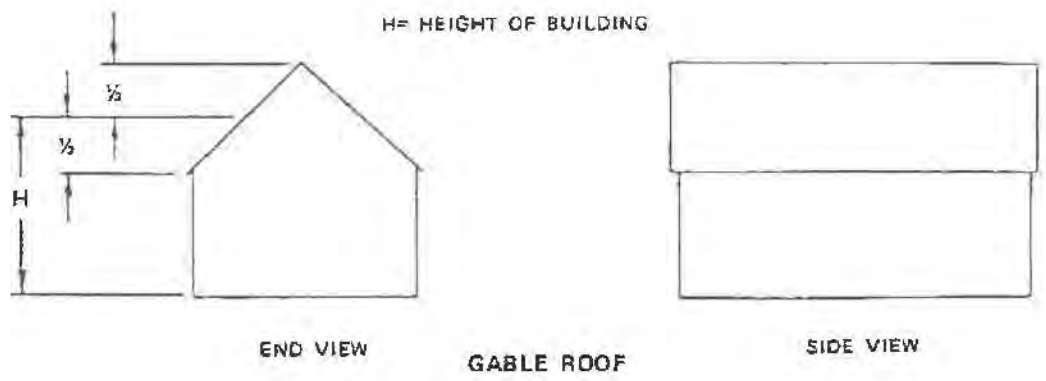 H= HEIGHT OF BUILDING
½
½
H
END VIEW
SIDE VIEW
GABLE ROOF